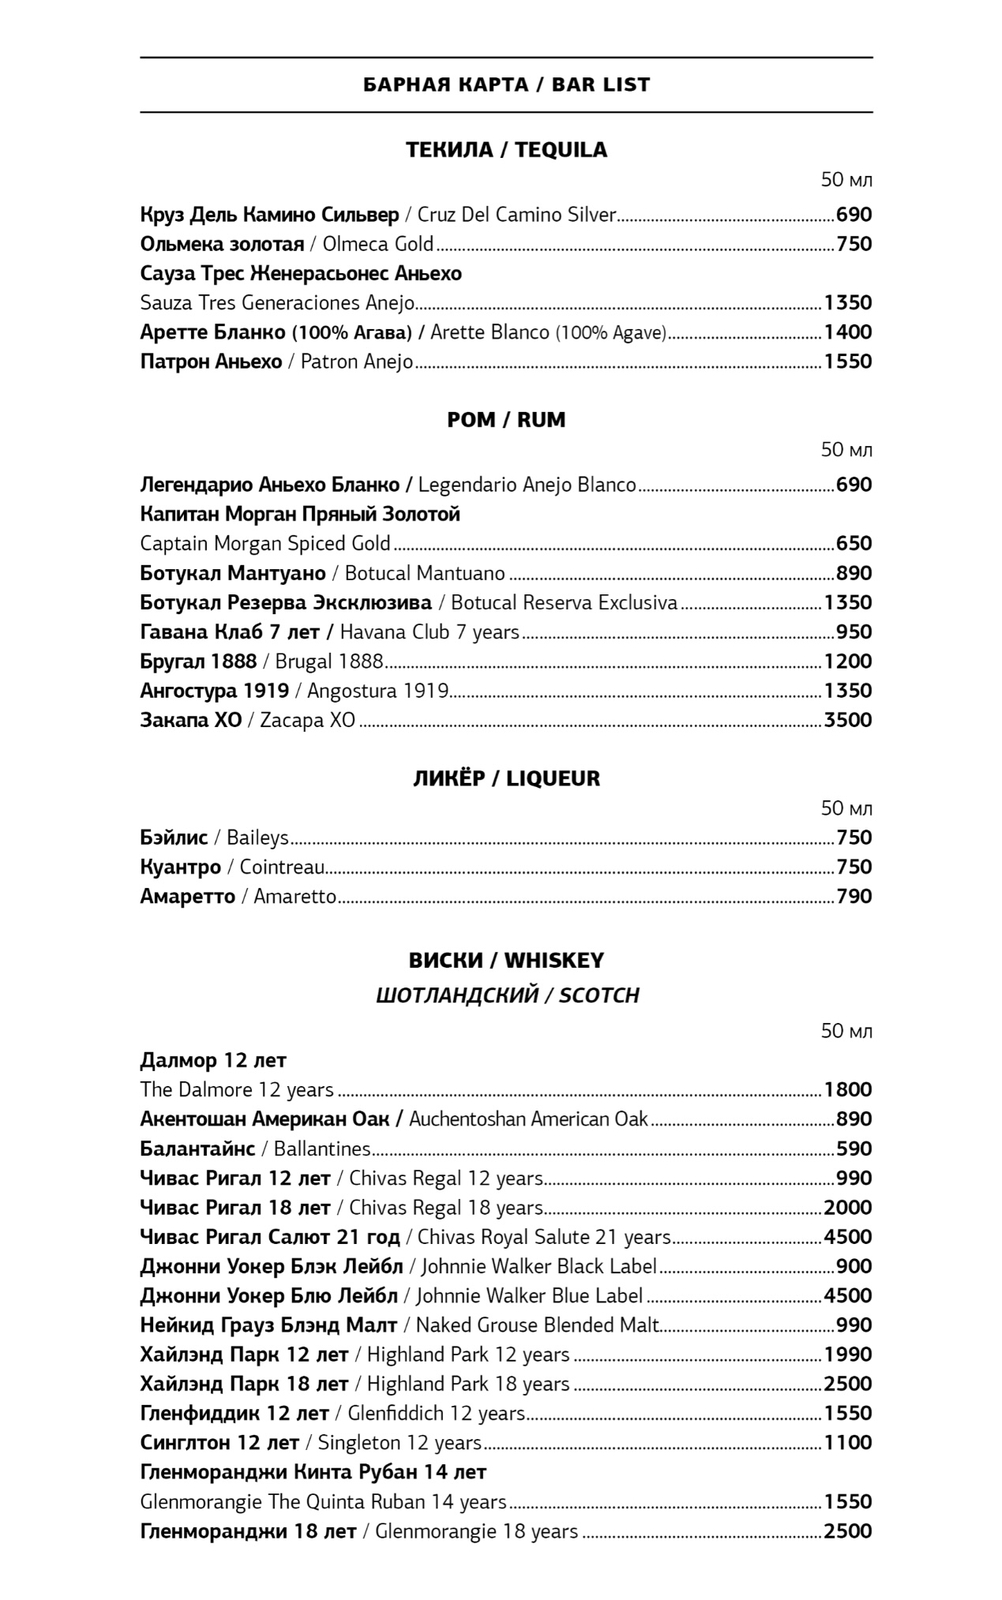 БАРНАЯ КАРТА / BAR LIST
ТЕКИЛА / TEQUILA
50 мл
Круз Дель Камино Сильвер / Cruz Del Camino Silver 690
Ольмека золотая / Olmeca Gold 750
Сауза Трес Женерасьонес Аньехо
Sauza Tres Generaciones Anejo 1350
Аретте Бланко (100% Агава) / Arette Blanco (100% Agave) 1400
Патрон Аньехо / Patron Anejo 1550
РОМ / RUM
50 мл
Легендарио Аньехо Бланко / Legendario Anejo Blanco 690
Капитан Морган Пряный Золотой
Captain Morgan Spiced Gold 650
Ботукал Мантуано / Botucal Mantuano 890
Ботукал Резерва Эксклюзива / Botucal Reserva Exclusiva 1350
Гавана Клаб 7 лет / Havana Club 7 years 950
Бругал 1888 / Brugal 1888 1200
Ангостура 1919 / Angostura 1919 1350
Закапа ХО / Zacapa XO 3500
ЛИКЁР / LIQUEUR
50 мл
Бэйлис / Baileys 750
Куантро / Cointreau 750
Амаретто / Amaretto 790
ВИСКИ / WHISKEY
ШОТЛАНДСКИЙ / SCOTCH
50 мл
Далмор 12 лет
The Dalmore 12 years 1800
Акентошан Американ Оак / Auchentoshan American Oak 890
Балантайнс / Ballantines 590
Чивас Ригал 12 лет / Chivas Regal 12 years 990
Чивас Ригал 18 лет / Chivas Regal 18 years 2000
Чивас Ригал Салют 21 год / Chivas Royal Salute 21 years 4500
Джонни Уокер Блэк Лейбл / Johnnie Walker Black Label 900
Джонни Уокер Блю Лейбл / Johnnie Walker Blue Label 4500
Нейкид Грауз Блэнд Малт / Naked Grouse Blended Malt 990
Хайлэнд Парк 12 лет / Highland Park 12 years 1990
Хайлэнд Парк 18 лет / Highland Park 18 years 2500
Гленфиддик 12 лет / Glenfiddich 12 years 1550
Синглтон 12 лет / Singleton 12 years 1100
Гленморанджи Кинта Рубан 14 лет
Glenmorangie The Quinta Ruban 14 years 1550
Гленморанджи 18 лет / Glenmorangie 18 years 2500